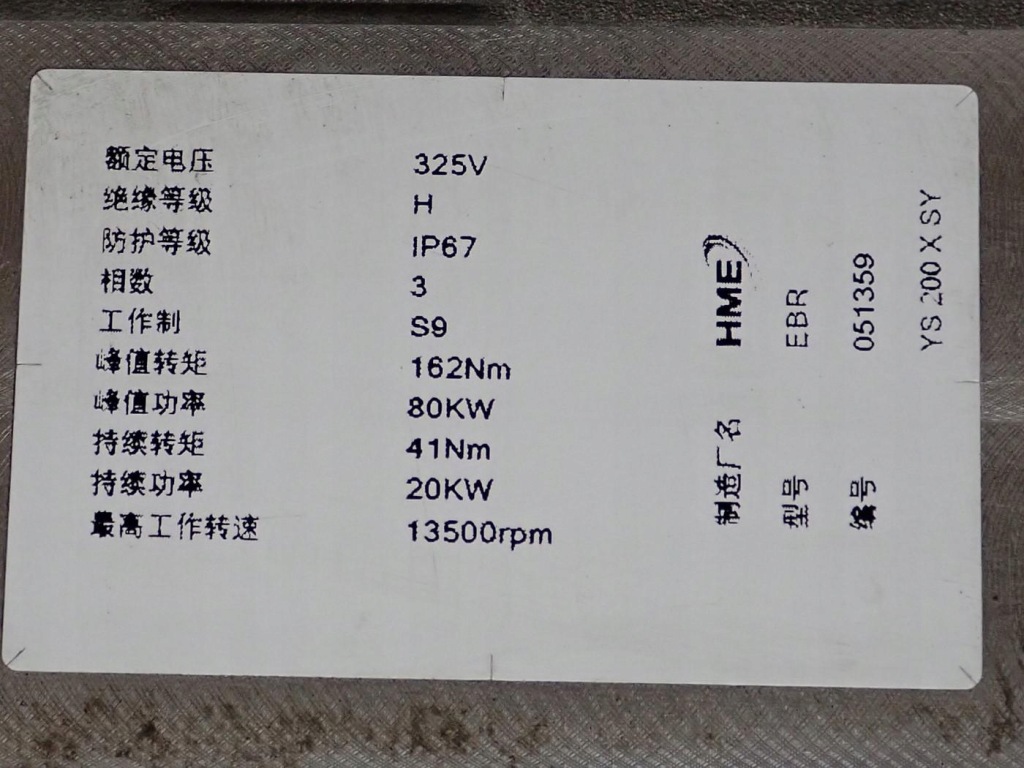 额定电压 325V
绝缘等级 H
防护等级 IP67
相数 3
工作制 S9
峰值转矩 162Nm
峰值功率 80KW
持续转矩 41Nm
持续功率 20KW
最高工作转速 13500rpm
制造厂名 HME
型号 EBR
编号 051359
YS 200 X SY